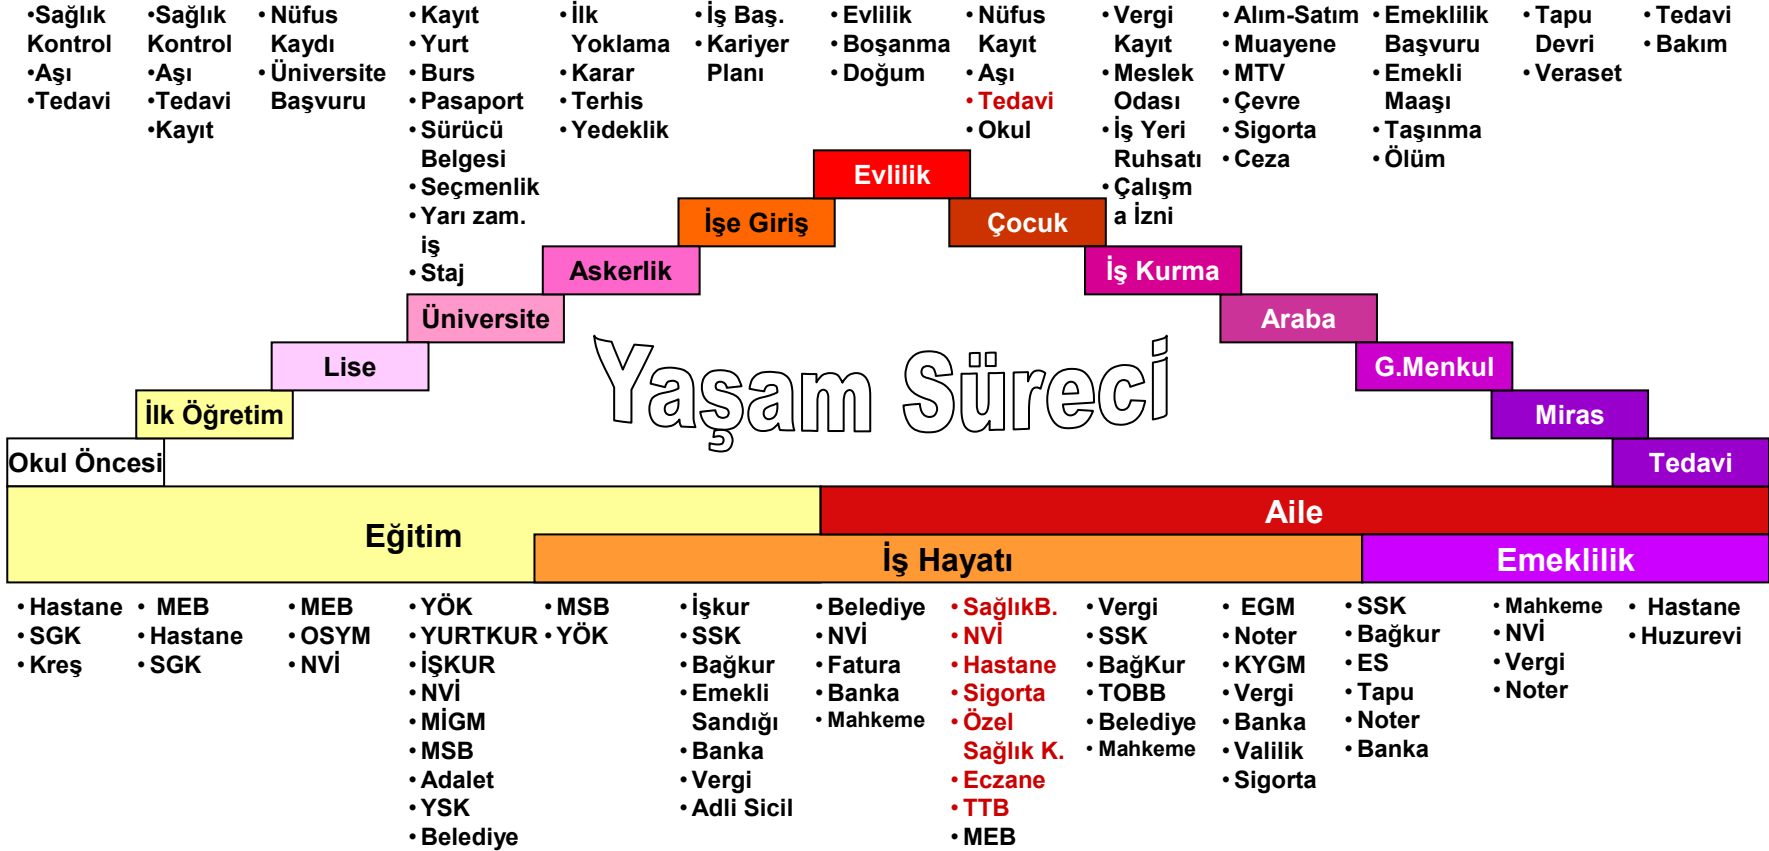 •Sağlık
Kontrol
•Aşı
•Tedavi
•Sağlık
Kontrol
•Aşı
•Tedavi
•Kayıt
• Nüfus
Kaydı
• Üniversite
Başvuru
• Kayıt
• Yurt
• Burs
• Pasaport
• Sürücü
Belgesi
• Seçmenlik
• Yarı zam.
iş
• Staj
• İlk
Yoklama
• Karar
• Terhis
• Yedeklik
• İş Baş.
• Kariyer
Planı
• Evlilik
• Boşanma
• Doğum
• Nüfus
Kayıt
• Aşı
• Tedavi
• Okul
• Vergi
Kayıt
• Meslek
Odası
• İş Yeri
Ruhsatı
• Çalışm
a İzni
• Alım-Satım
• Muayene
• MTV
• Çevre
• Sigorta
• Ceza
• Emeklilik
Başvuru
• Emekli
Maaşı
• Taşınma
• Ölüm
• Tapu
Devri
• Veraset
• Tedavi
• Bakım
Okul Öncesi
İlk Öğretim
Lise
Üniversite
Askerlik
İşe Giriş
Evlilik
Çocuk
İş Kurma
Araba
G.Menkul
Miras
Tedavi
Yaşam Süreci
Eğitim
Aile
İş Hayatı
Emeklilik
• Hastane
• SGK
• Kreş
• MEB
• Hastane
• SGK
• MEB
• OSYM
• NVİ
• YÖK
• YURTKUR
• İŞKUR
• NVİ
• MİGM
• MSB
• Adalet
• YSK
• Belediye
• MSB
• YÖK
• İşkur
• SSK
• Bağkur
• Emekli
Sandığı
• Banka
• Vergi
• Adli Sicil
• Belediye
• NVİ
• Fatura
• Banka
• Mahkeme
• SağlıkB.
• NVİ
• Hastane
• Sigorta
• Özel
Sağlık K.
• Eczane
• TTB
• MEB
• Vergi
• SSK
• BağKur
• TOBB
• Belediye
• Mahkeme
• EGM
• Noter
• KYGM
• Vergi
• Banka
• Valilik
• Sigorta
• SSK
• Bağkur
• ES
• Tapu
• Noter
• Banka
• Mahkeme
• NVİ
• Vergi
• Noter
• Hastane
• Huzurevi